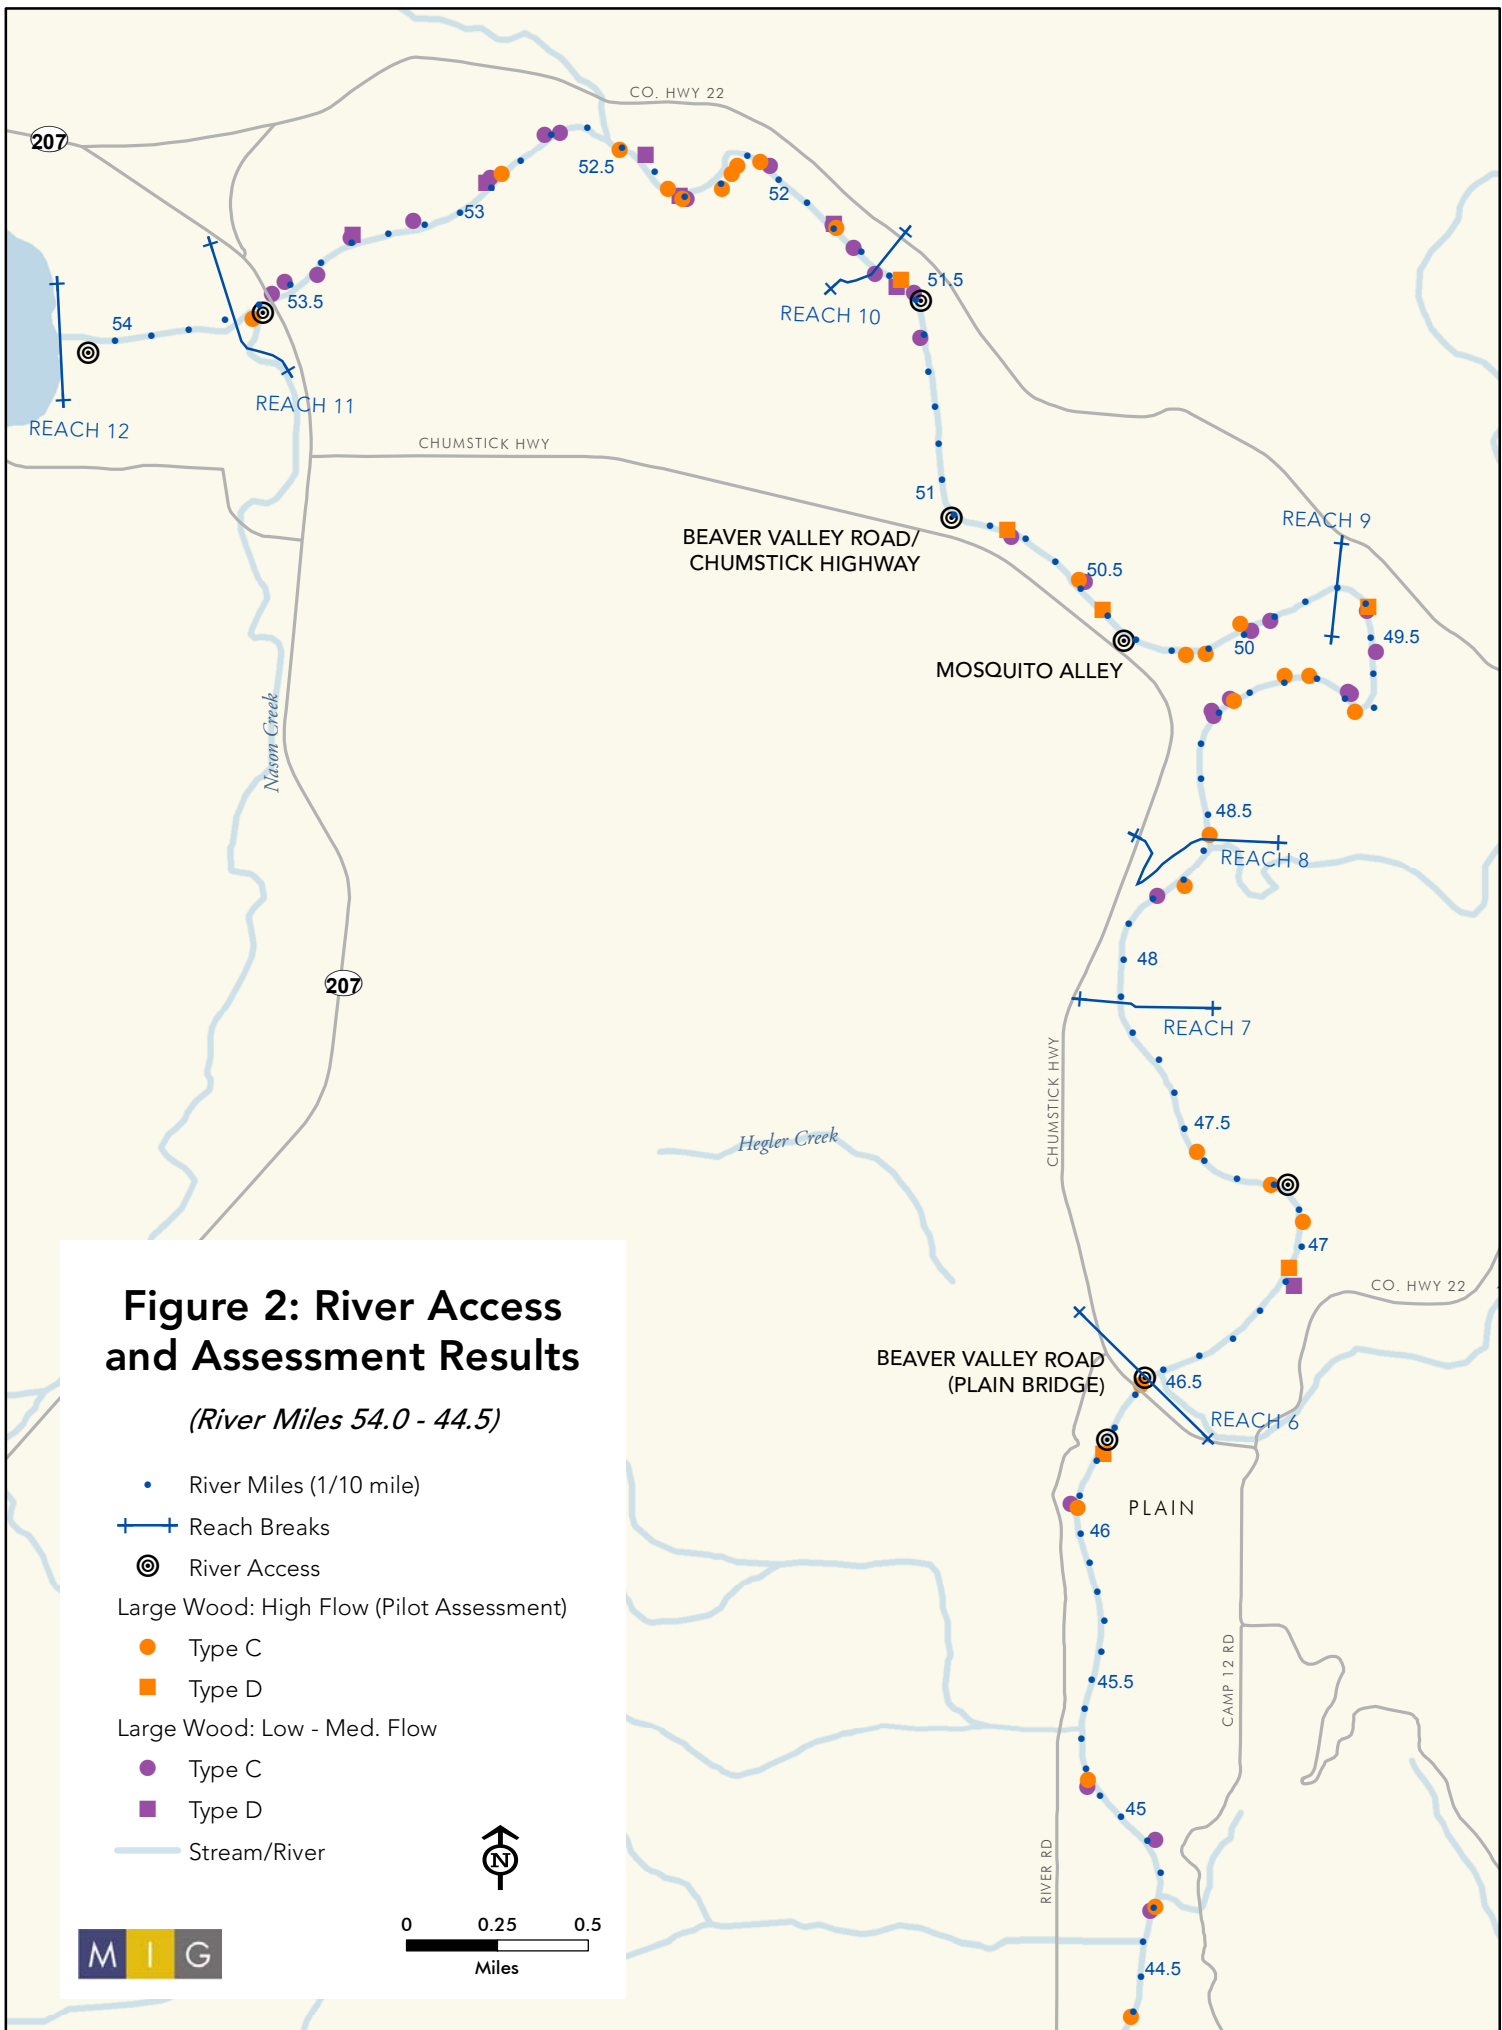 CO. HWY 22
207
52.5
52
53
51.5
53.5
REACH 10
54
REACH 11
REACH 12
CHUMSTICK HWY
51
REACH 9
BEAVER VALLEY ROAD/
CHUMSTICK HIGHWAY
50.5
49.5
50
MOSQUITO ALLEY
Nason Creek
48.5
REACH 8
48
207
REACH 7
CHUMSTICK HWY
47.5
Hegler Creek
47
CO. HWY 22
BEAVER VALLEY ROAD
(PLAIN BRIDGE)
46.5
REACH 6
PLAIN
46
CAMP 12 RD
45.5
45
RIVER RD
44.5
Figure 2: River Access
and Assessment Results
(River Miles 54.0 - 44.5)
River Miles (1/10 mile)
Reach Breaks
River Access
Large Wood: High Flow (Pilot Assessment)
Type C
Type D
Large Wood: Low - Med. Flow
Type C
Type D
Stream/River
N
0 0.25 0.5
Miles
M I G